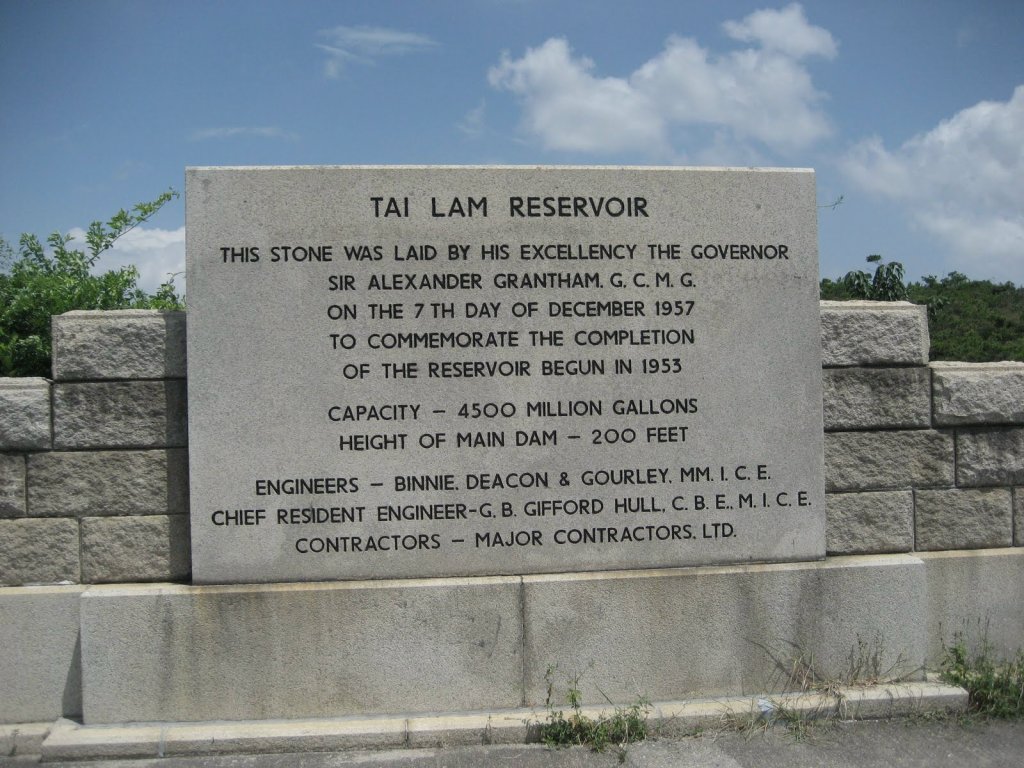 TAI LAM RESERVOIR
THIS STONE WAS LAID BY HIS EXCELLENCY THE GOVERNOR
SIR ALEXANDER GRANTHAM. G. C. M. G.
ON THE 7TH DAY OF DECEMBER 1957
TO COMMEMORATE THE COMPLETION
OF THE RESERVOIR BEGUN IN 1953
CAPACITY – 4500 MILLION GALLONS
HEIGHT OF MAIN DAM – 200 FEET
ENGINEERS – BINNIE. DEACON & GOURLEY. MM. I. C. E.
CHIEF RESIDENT ENGINEER-G. B. GIFFORD HULL, C. B. E., M. I. C. E.
CONTRACTORS – MAJOR CONTRACTORS. LTD.